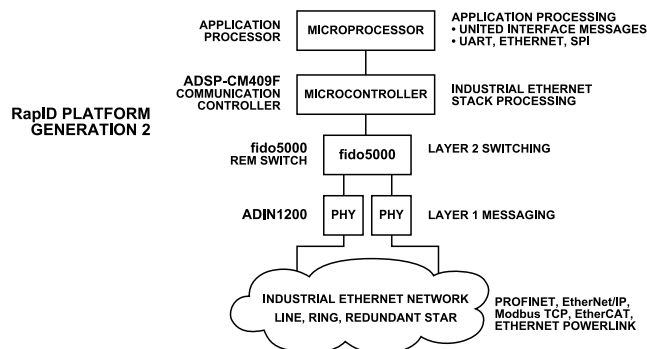 APPLICATION
PROCESSOR
MICROPROCESSOR
APPLICATION PROCESSING
• UNITED INTERFACE MESSAGES
• UART, ETHERNET, SPI
RapID PLATFORM
GENERATION 2
ADSP-CM409F
COMMUNICATION
CONTROLLER
MICROCONTROLLER
INDUSTRIAL ETHERNET
STACK PROCESSING
fido5000
REM SWITCH
fido5000
LAYER 2 SWITCHING
ADIN1200
PHY
PHY
LAYER 1 MESSAGING
INDUSTRIAL ETHERNET NETWORK
LINE, RING, REDUNDANT STAR
PROFINET, EtherNet/IP,
Modbus TCP, EtherCAT,
ETHERNET POWERLINK